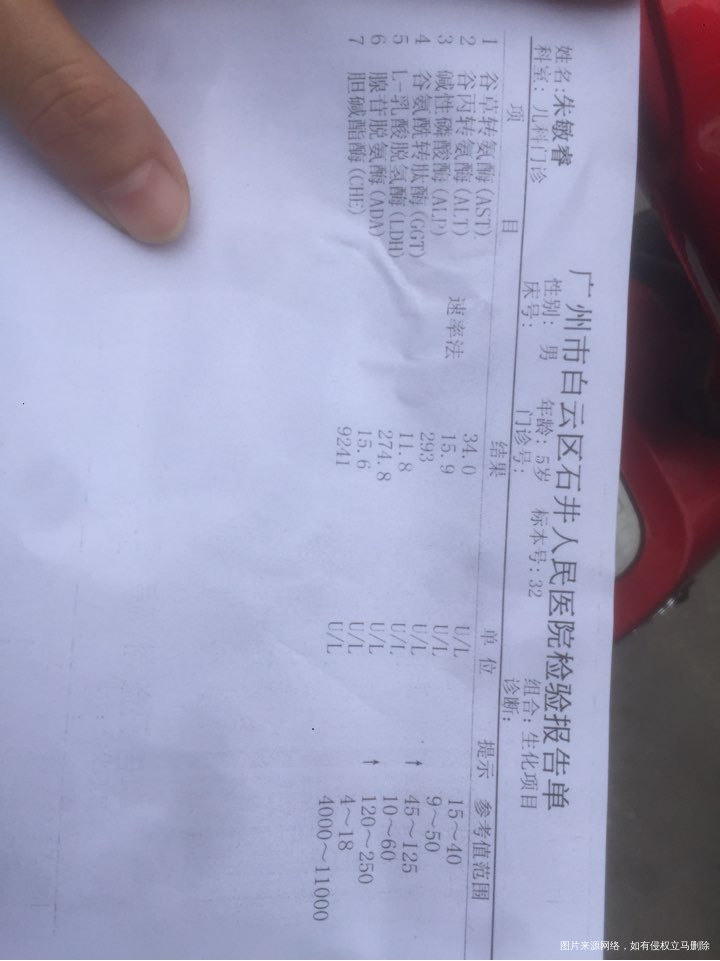 广州市白云区石井人民医院检验报告单
姓名:朱敏睿 性别: 男 年龄: 5岁 标本号: 32 组合: 生化项目
科室: 儿科门诊 床号: 门诊号: 诊断:
项 目 结果 单 位 提示 参考值范围
1 谷草转氨酶(AST) 34.0 U/L 15～40
2 谷丙转氨酶(ALT) 15.9 U/L 9～50
3 碱性磷酸酶(ALP) 速率法 293 U/L ↑ 45～125
4 谷氨酰转肽酶(GGT) 11.8 U/L 10～60
5 L-乳酸脱氢酶(LDH) 274.8 U/L ↑ 120～250
6 腺苷脱氨酶(ADA) 15.6 U/L 4～18
7 胆碱酯酶(CHE) 9241 U/L 4000～11000
图片来源网络，如有侵权立马删除